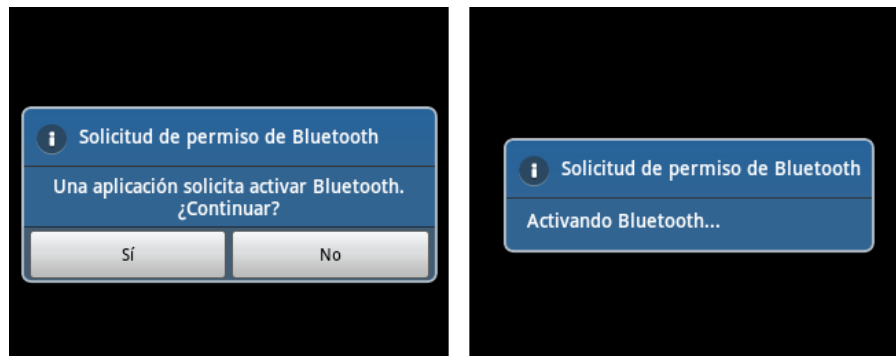 Solicitud de permiso de Bluetooth
Una aplicación solicita activar Bluetooth.
¿Continuar?
Sí
No
Solicitud de permiso de Bluetooth
Activando Bluetooth...